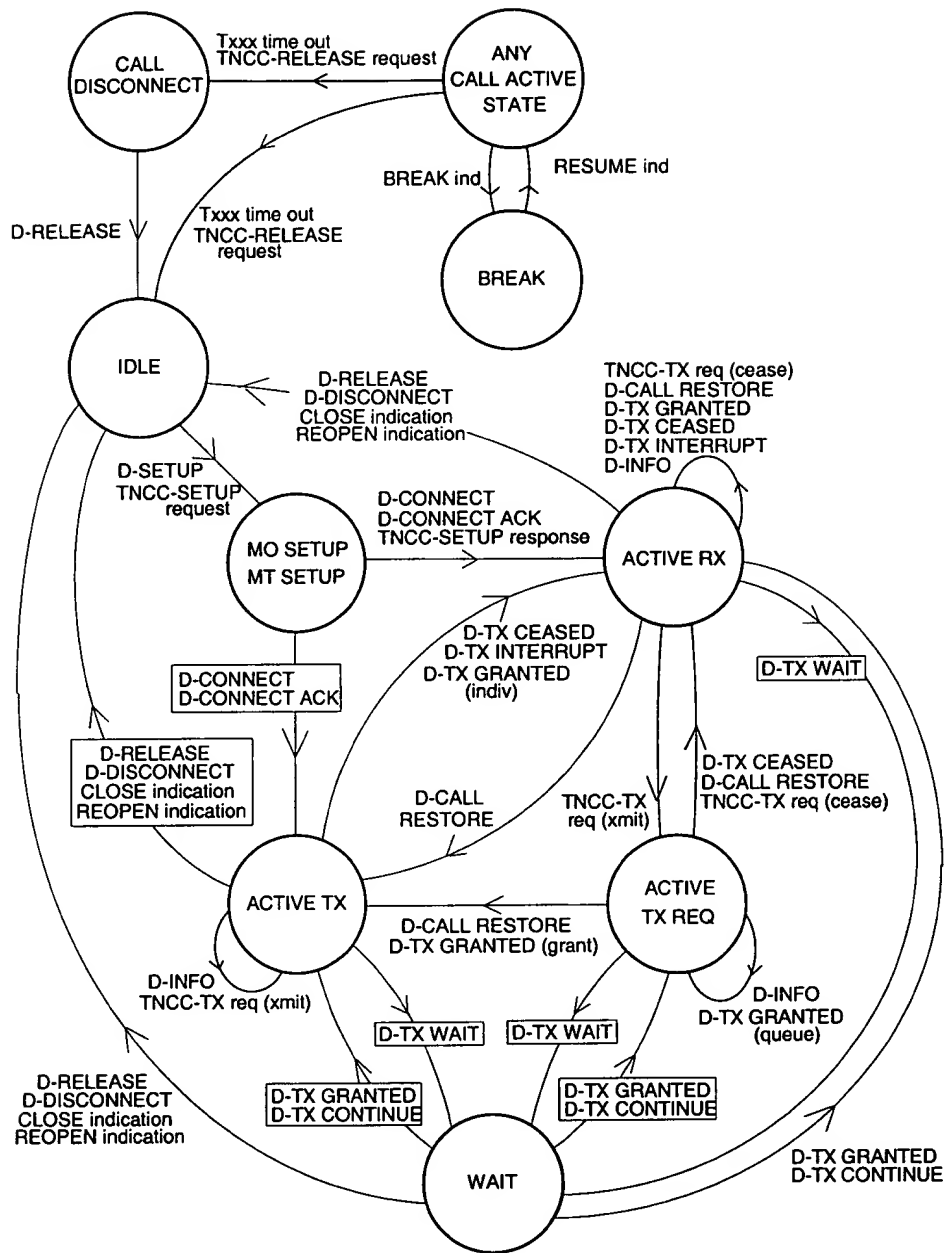 CALL
DISCONNECT
Txxx time out
TNCC-RELEASE request
ANY
CALL ACTIVE
STATE
BREAK ind
RESUME ind
D-RELEASE
Txxx time out
TNCC-RELEASE
request
BREAK
IDLE
D-RELEASE
D-DISCONNECT
CLOSE indication
REOPEN indication
TNCC-TX req (cease)
D-CALL RESTORE
D-TX GRANTED
D-TX CEASED
D-TX INTERRUPT
D-INFO
D-SETUP
TNCC-SETUP
request
MO SETUP
MT SETUP
D-CONNECT
D-CONNECT ACK
TNCC-SETUP response
ACTIVE RX
D-TX CEASED
D-TX INTERRUPT
D-TX GRANTED
(indiv)
D-TX WAIT
D-CONNECT
D-CONNECT ACK
D-RELEASE
D-DISCONNECT
CLOSE indication
REOPEN indication
D-CALL
RESTORE
TNCC-TX
req (xmit)
D-TX CEASED
D-CALL RESTORE
TNCC-TX req (cease)
ACTIVE TX
ACTIVE
TX REQ
D-CALL RESTORE
D-TX GRANTED (grant)
D-INFO
TNCC-TX req (xmit)
D-INFO
D-TX GRANTED
(queue)
D-TX WAIT
D-TX WAIT
D-RELEASE
D-DISCONNECT
CLOSE indication
REOPEN indication
D-TX GRANTED
D-TX CONTINUE
D-TX GRANTED
D-TX CONTINUE
WAIT
D-TX GRANTED
D-TX CONTINUE